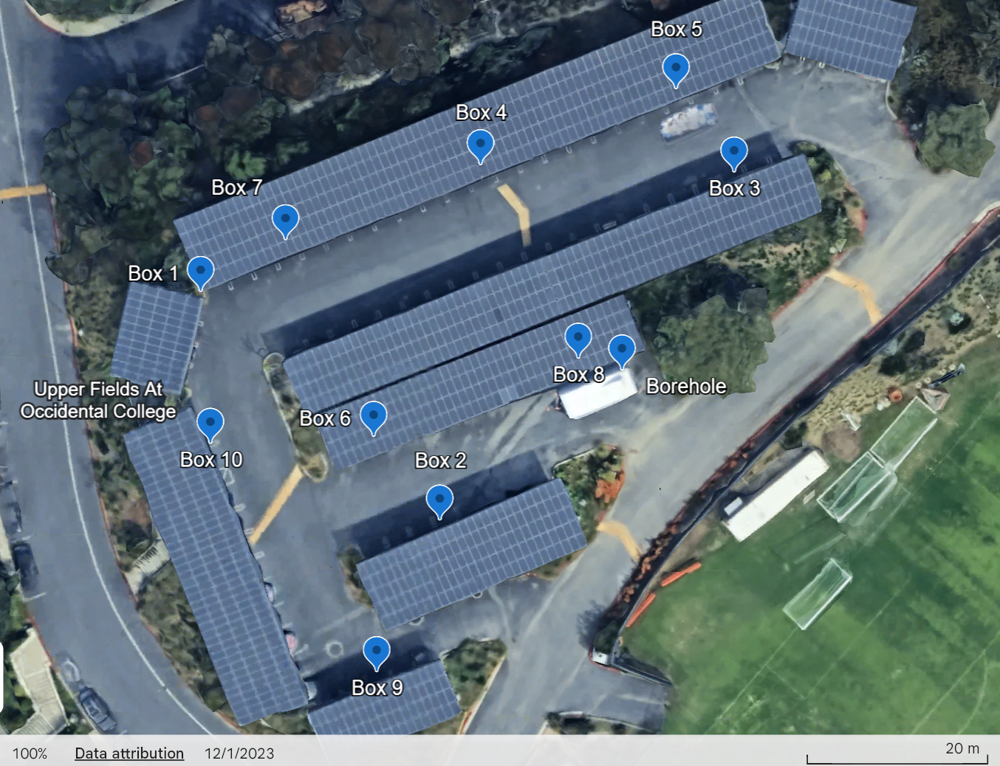 Box 5
Box 4
Box 7
Box 3
Box 1
Box 8
Upper Fields At
Occidental College
Borehole
Box 6
Box 10
Box 2
Box 9
100%
Data attribution
12/1/2023
20 m